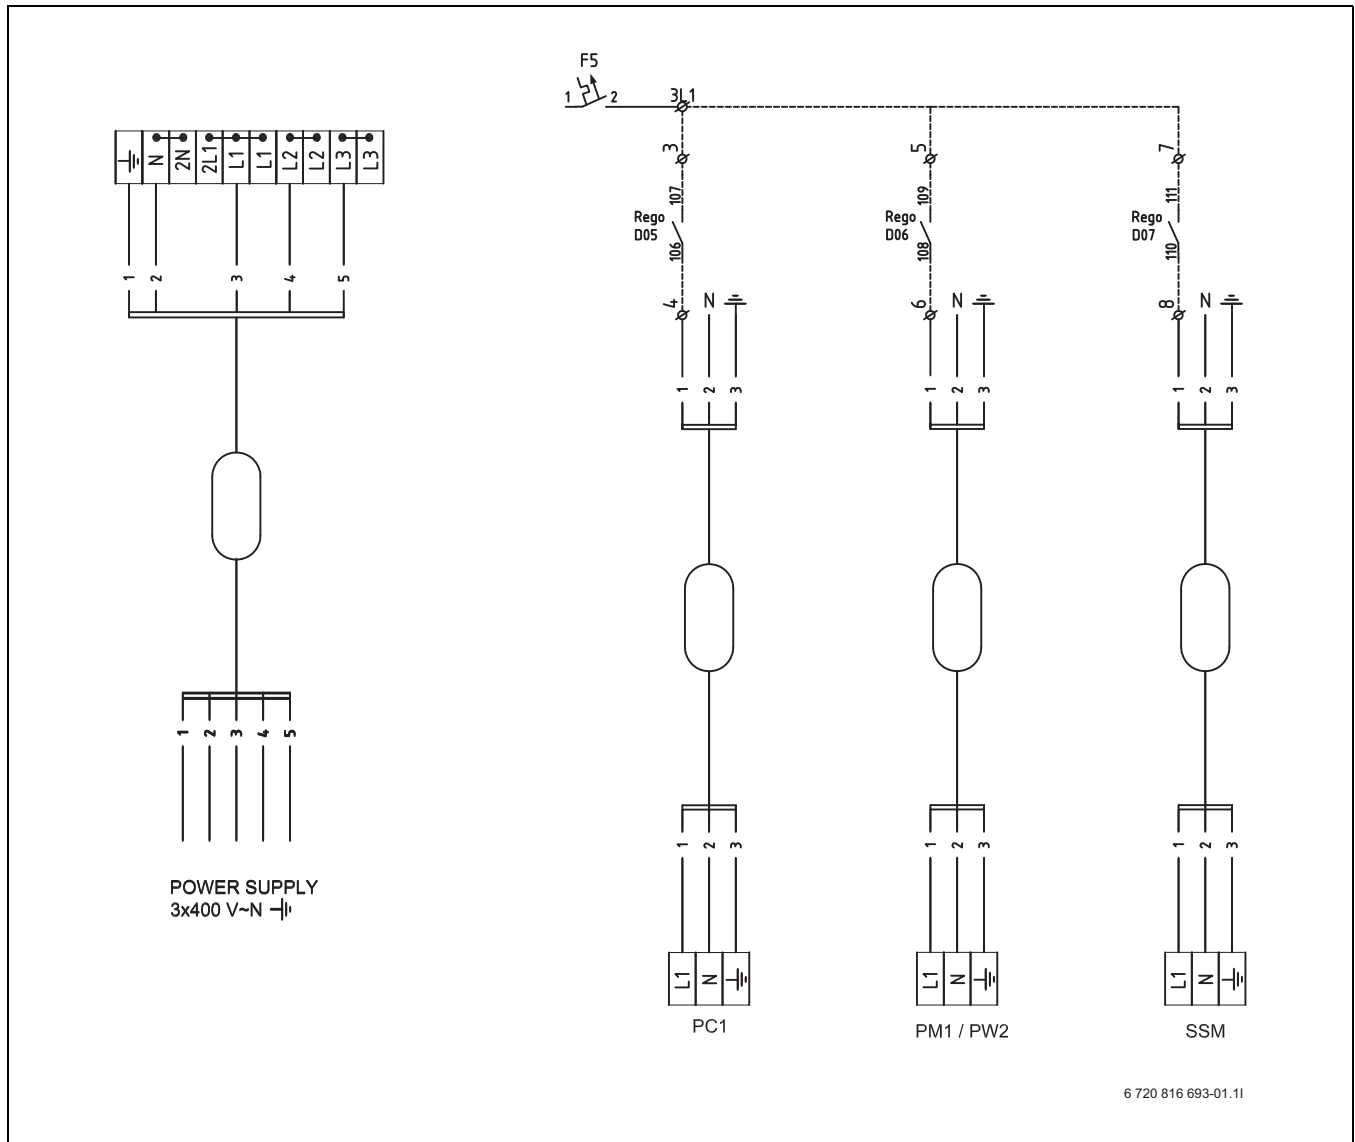 F5
1 2 3L1
N 2N 2L1 L1 L1 L2 L2 L3 L3
3 5 7
107 109 111
Rego D05
Rego D06
Rego D07
106 108 110
1 2 3 4 5
4 N
6 N
8 N
1 2 3
1 2 3
1 2 3
1 2 3 4 5
1 2 3
1 2 3
1 2 3
POWER SUPPLY
3x400 V~N
L1 N
L1 N
L1 N
PC1
PM1 / PW2
SSM
6 720 816 693-01.1I